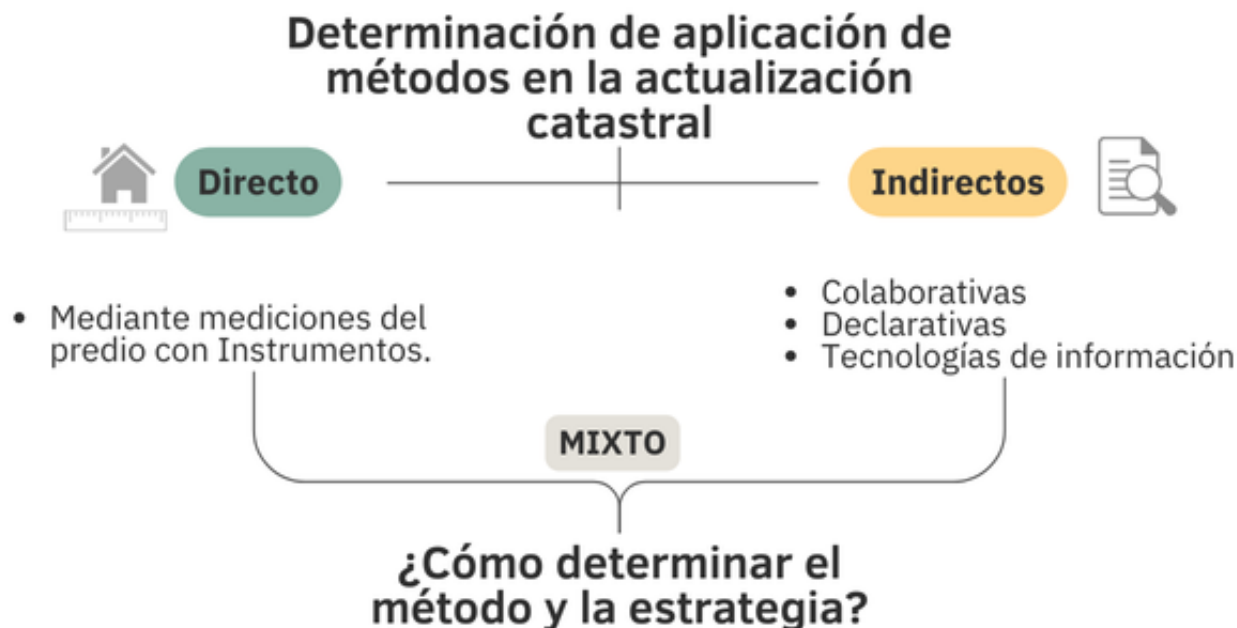 Determinación de aplicación de
métodos en la actualización
catastral
Directo
Indirectos
• Mediante mediciones del
predio con Instrumentos.
• Colaborativas
• Declarativas
• Tecnologías de información
MIXTO
¿Cómo determinar el
método y la estrategia?